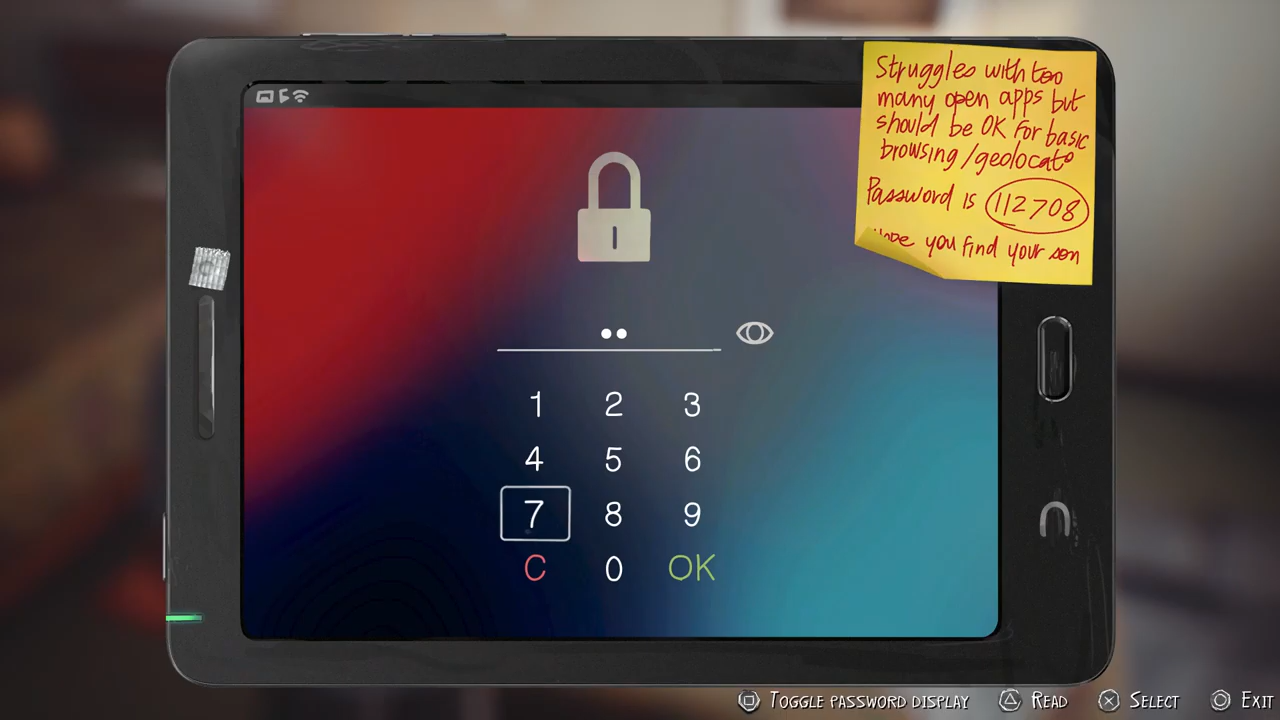 Struggles with too
many open apps but
should be OK for basic
browsing/geolocate
Password is 112708
Hope you find your son
1 2 3
4 5 6
7 8 9
C 0 OK
TOGGLE PASSWORD DISPLAY READ SELECT EXIT